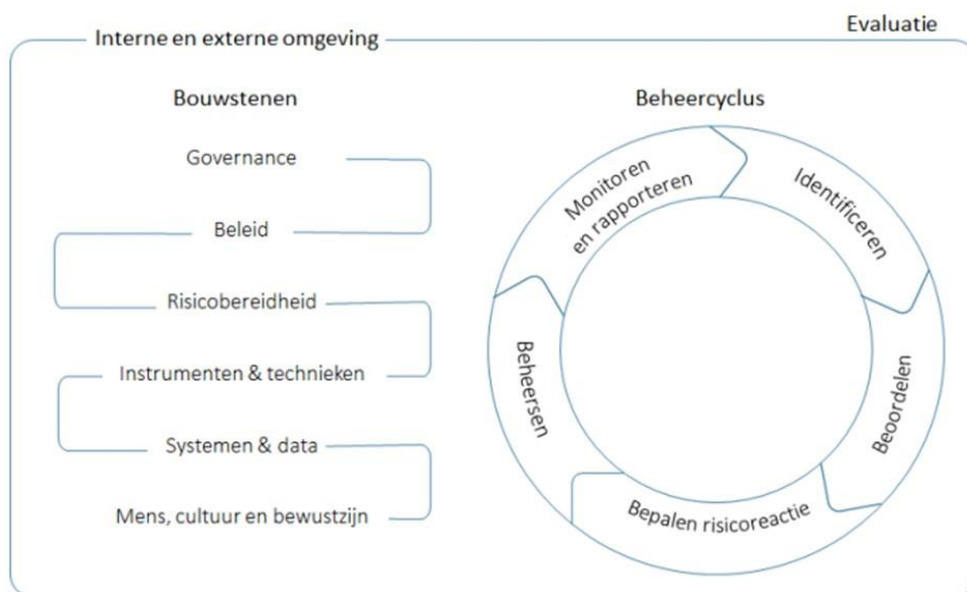 Evaluatie
Interne en externe omgeving
Bouwstenen
Governance
Beleid
Risicobereidheid
Instrumenten & technieken
Systemen & data
Mens, cultuur en bewustzijn
Beheercyclus
Identificeren
Beoordelen
Bepalen risicoreactie
Beheersen
Monitoren
en rapporteren